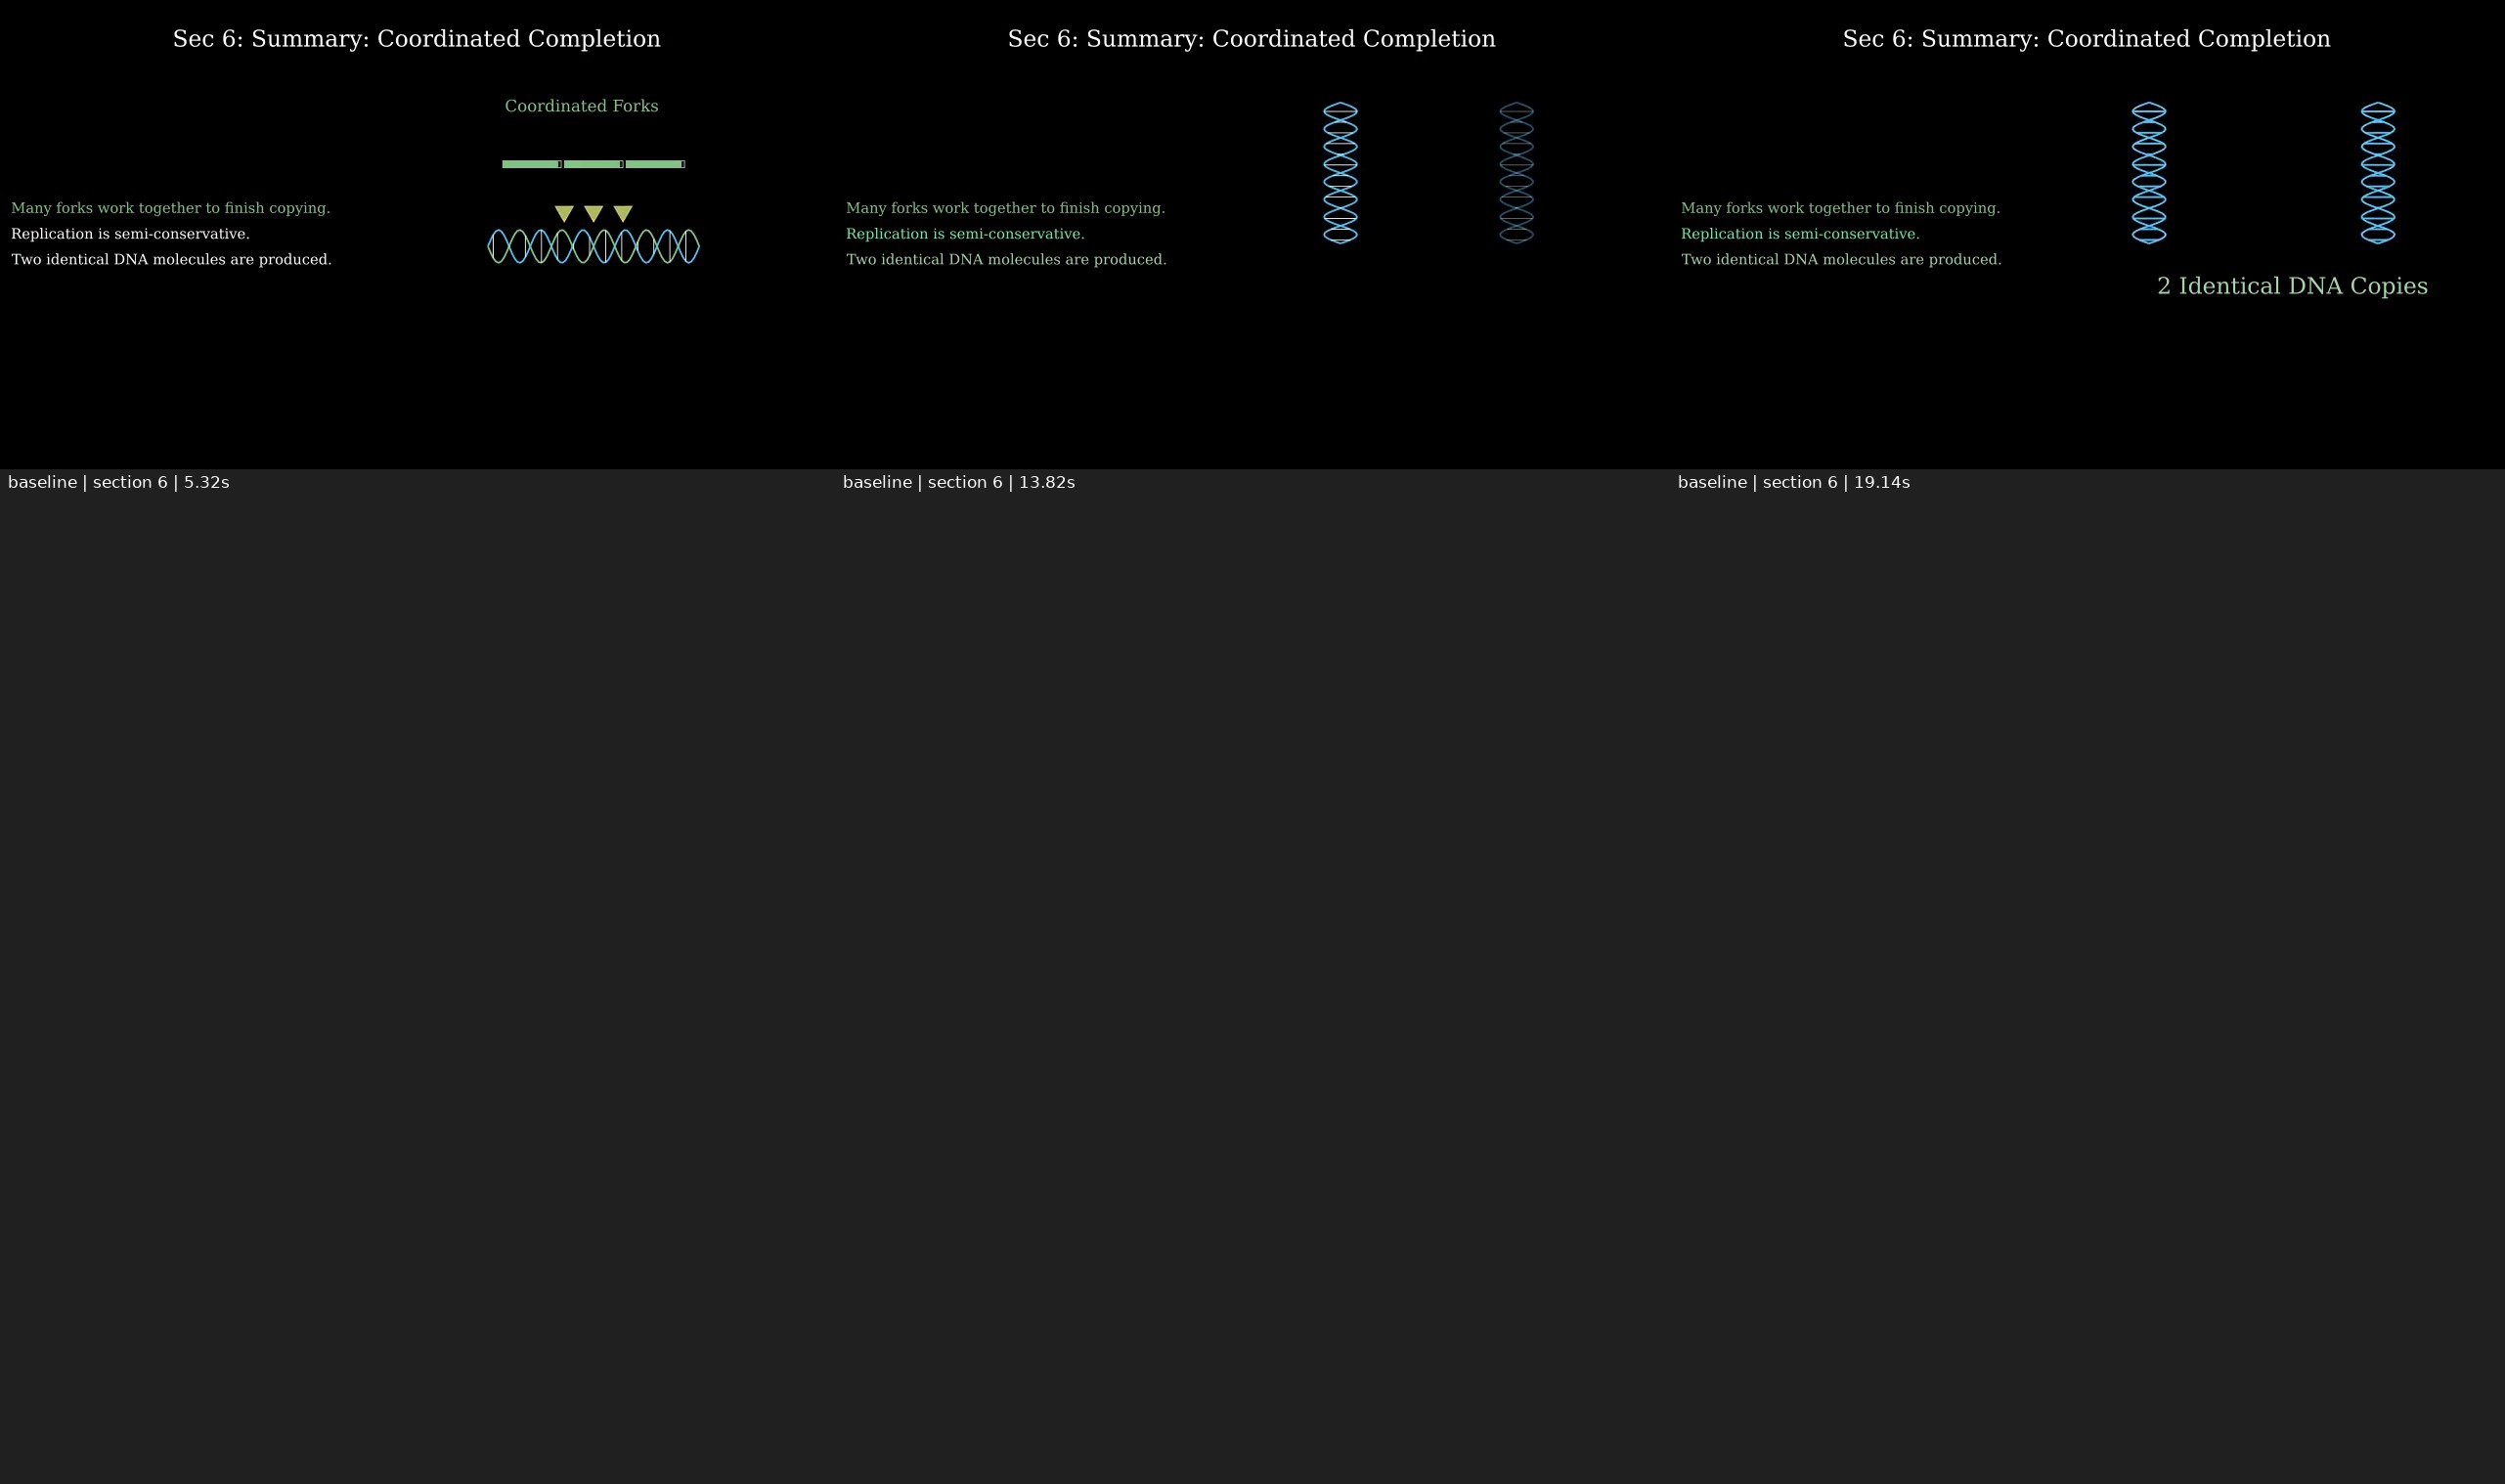 Sec 6: Summary: Coordinated Completion
Coordinated Forks
Many forks work together to finish copying.
Replication is semi-conservative.
Two identical DNA molecules are produced.
baseline | section 6 | 5.32s
Sec 6: Summary: Coordinated Completion
Many forks work together to finish copying.
Replication is semi-conservative.
Two identical DNA molecules are produced.
baseline | section 6 | 13.82s
Sec 6: Summary: Coordinated Completion
Many forks work together to finish copying.
Replication is semi-conservative.
Two identical DNA molecules are produced.
2 Identical DNA Copies
baseline | section 6 | 19.14s